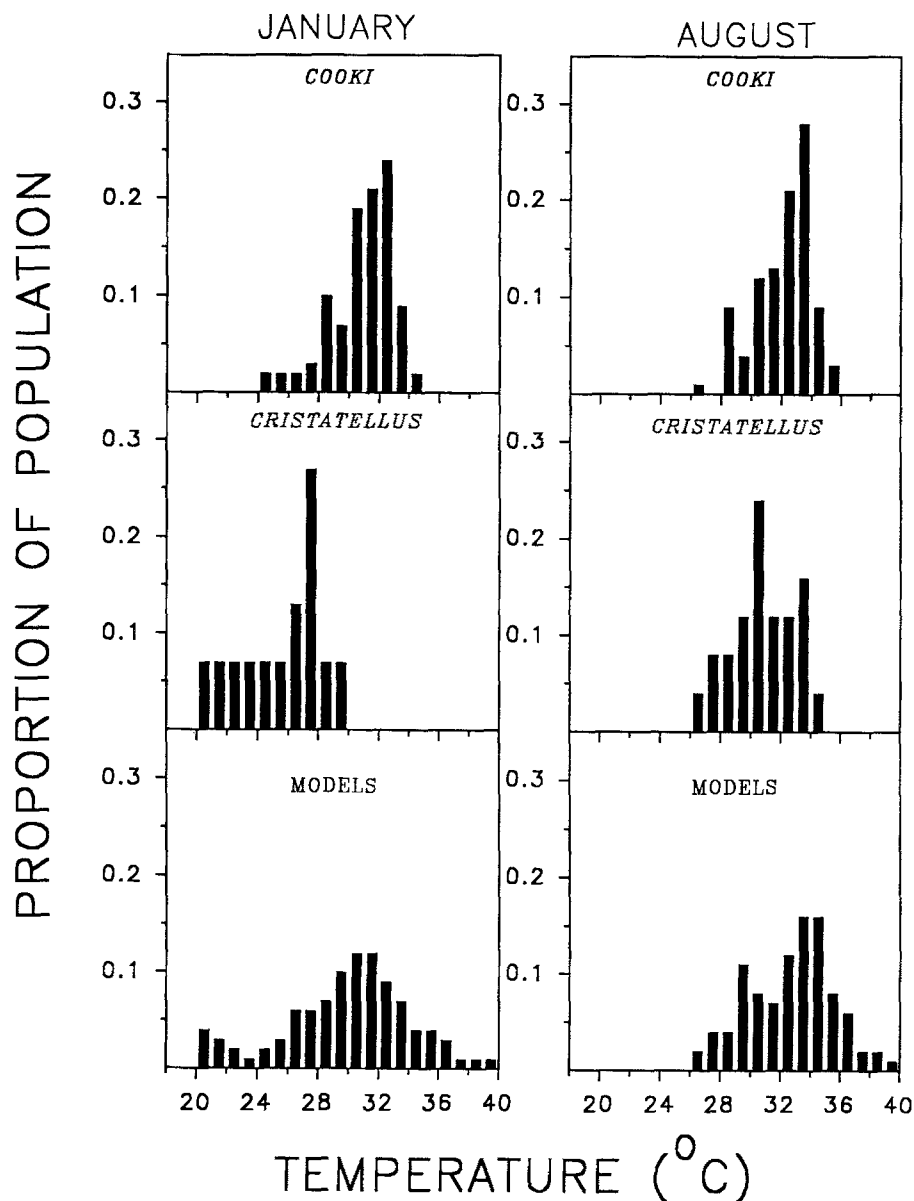 JANUARY
AUGUST
PROPORTION OF POPULATION
COOKI
0.3
0.2
0.1
COOKI
0.3
0.2
0.1
CRISTATELLUS
0.3
0.2
0.1
CRISTATELLUS
0.3
0.2
0.1
MODELS
0.3
0.2
0.1
MODELS
0.3
0.2
0.1
20 24 28 32 36 40
20 24 28 32 36 40
TEMPERATURE (°C)